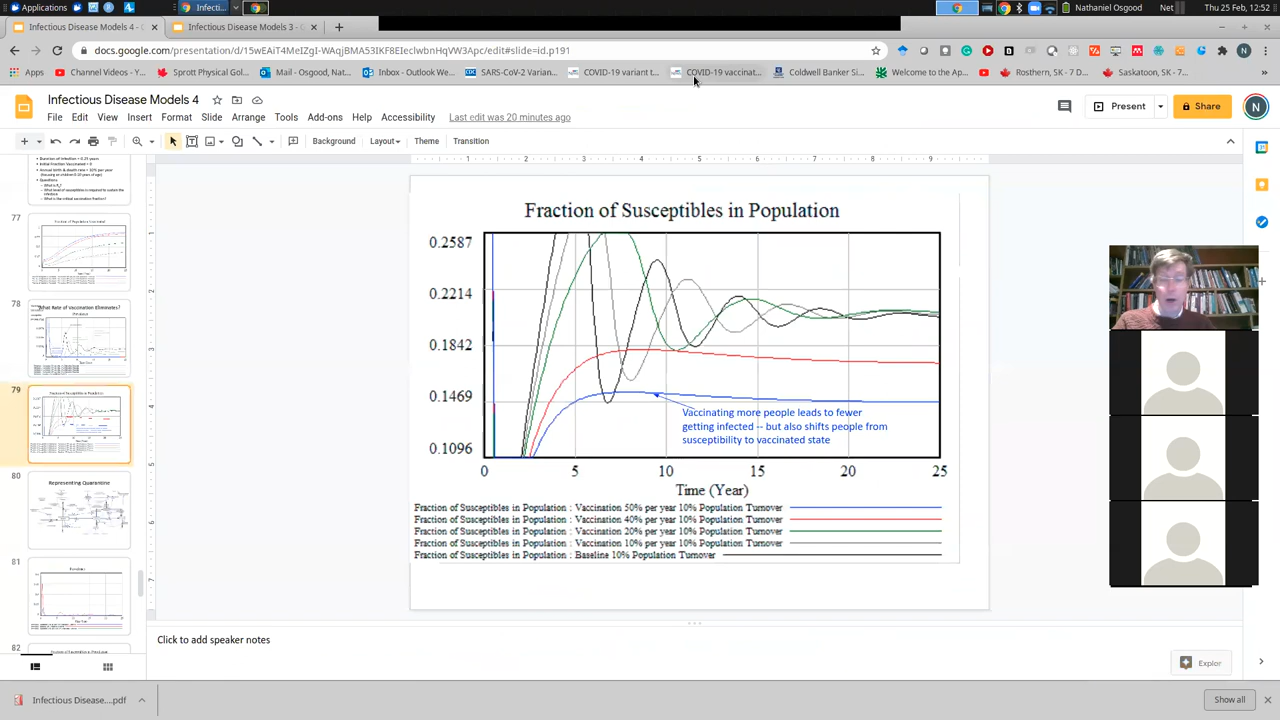 Applications
Infecti...
Nathaniel Osgood
Net
Thu 25 Feb, 12:52
Infectious Disease Models 4 - G
Infectious Disease Models 3 - G
docs.google.com/presentation/d/15wEAiT4MeIZgI-WAqjBMA53IKF8EIeclwbnHqVW3Apc/edit#slide=id.p191
Apps
Channel Videos - Y...
Sprott Physical Gol...
Mail - Osgood, Nat...
Inbox - Outlook We...
SARS-CoV-2 Varian...
COVID-19 variant t...
COVID-19 vaccinat...
Coldwell Banker Si...
Welcome to the Ap...
Rosthern, SK - 7 D...
Saskatoon, SK - 7...
Infectious Disease Models 4
File Edit View Insert Format Slide Arrange Tools Add-ons Help Accessibility
Last edit was 20 minutes ago
Present
Share
N
Background
Layout
Theme
Transition
77
78
What Rate of Vaccination Eliminates?
79
Fraction of Susceptibles in Population
80
Representing Quarantine
81
82
Fraction of Susceptibles in Population
0.2587
0.2214
0.1842
0.1469
0.1096
0 5 10 15 20 25
Time (Year)
Vaccinating more people leads to fewer
getting infected -- but also shifts people from
susceptibility to vaccinated state
Fraction of Susceptibles in Population : Vaccination 50% per year 10% Population Turnover
Fraction of Susceptibles in Population : Vaccination 40% per year 10% Population Turnover
Fraction of Susceptibles in Population : Vaccination 20% per year 10% Population Turnover
Fraction of Susceptibles in Population : Vaccination 10% per year 10% Population Turnover
Fraction of Susceptibles in Population : Baseline 10% Population Turnover
Click to add speaker notes
Explor
Infectious Disease....pdf
Show all